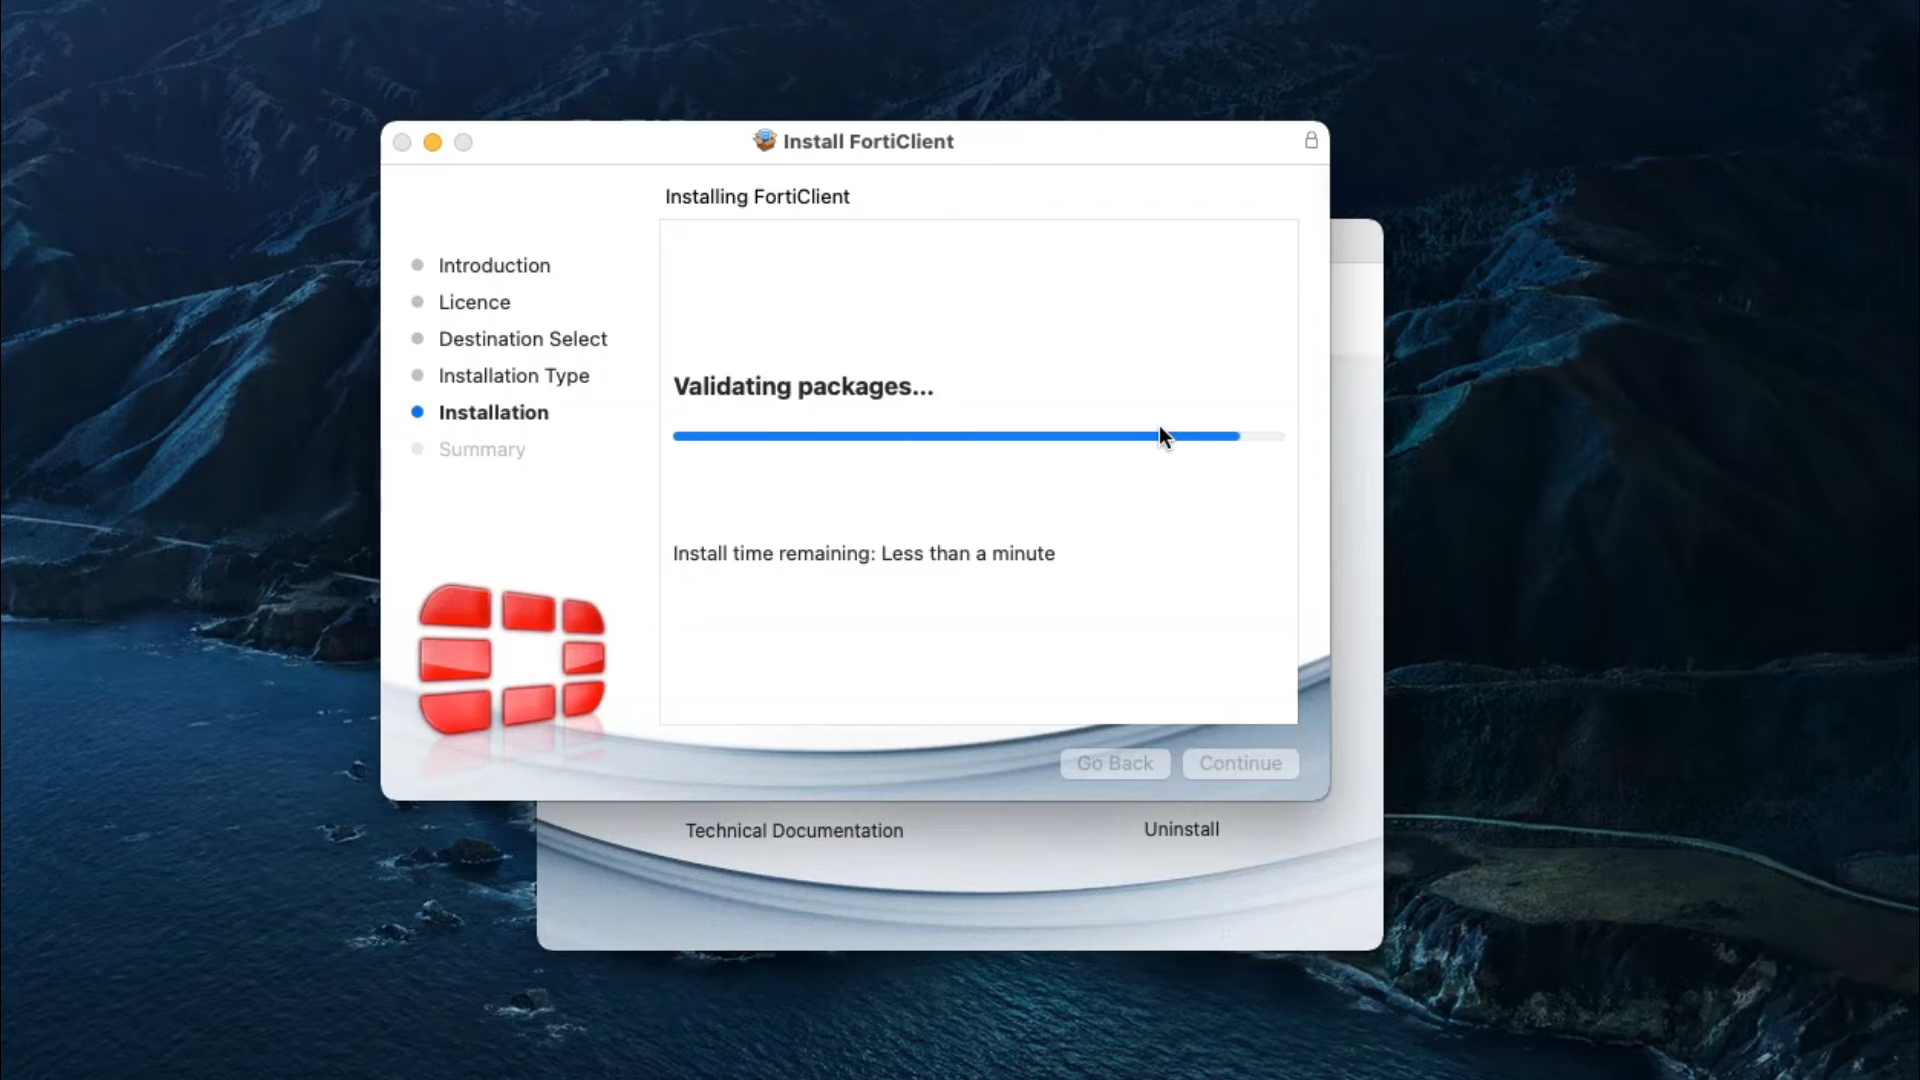 Install FortiClient
Installing FortiClient
Introduction
Licence
Destination Select
Installation Type
Installation
Summary
Validating packages...
Install time remaining: Less than a minute
Go Back
Continue
Technical Documentation
Uninstall